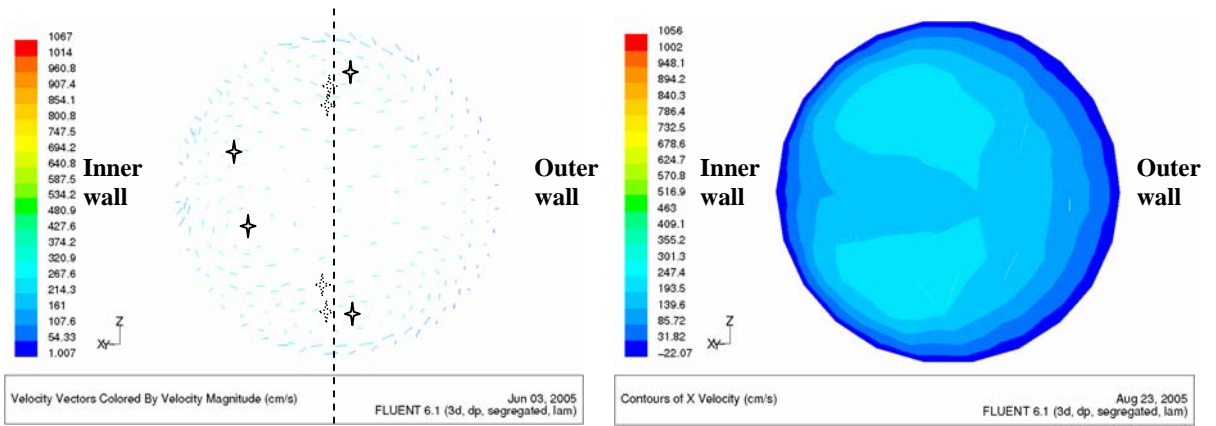 1067
1014
960.8
907.4
854.1
800.8
747.5
694.2
640.8
587.5
534.2
480.9
427.6
374.2
320.9
267.6
214.3
161
107.6
54.33
1.007
Inner
wall
Outer
wall
Z
XY
Velocity Vectors Colored By Velocity Magnitude (cm/s)
Jun 03, 2005
FLUENT 6.1 (3d, dp, segregated, lam)
1056
1002
948.1
894.2
840.3
786.4
732.5
678.6
624.7
570.8
516.9
463
409.1
355.2
301.3
247.4
193.5
139.6
85.72
31.82
-22.07
Inner
wall
Outer
wall
Z
XY
Contours of X Velocity (cm/s)
Aug 23, 2005
FLUENT 6.1 (3d, dp, segregated, lam)